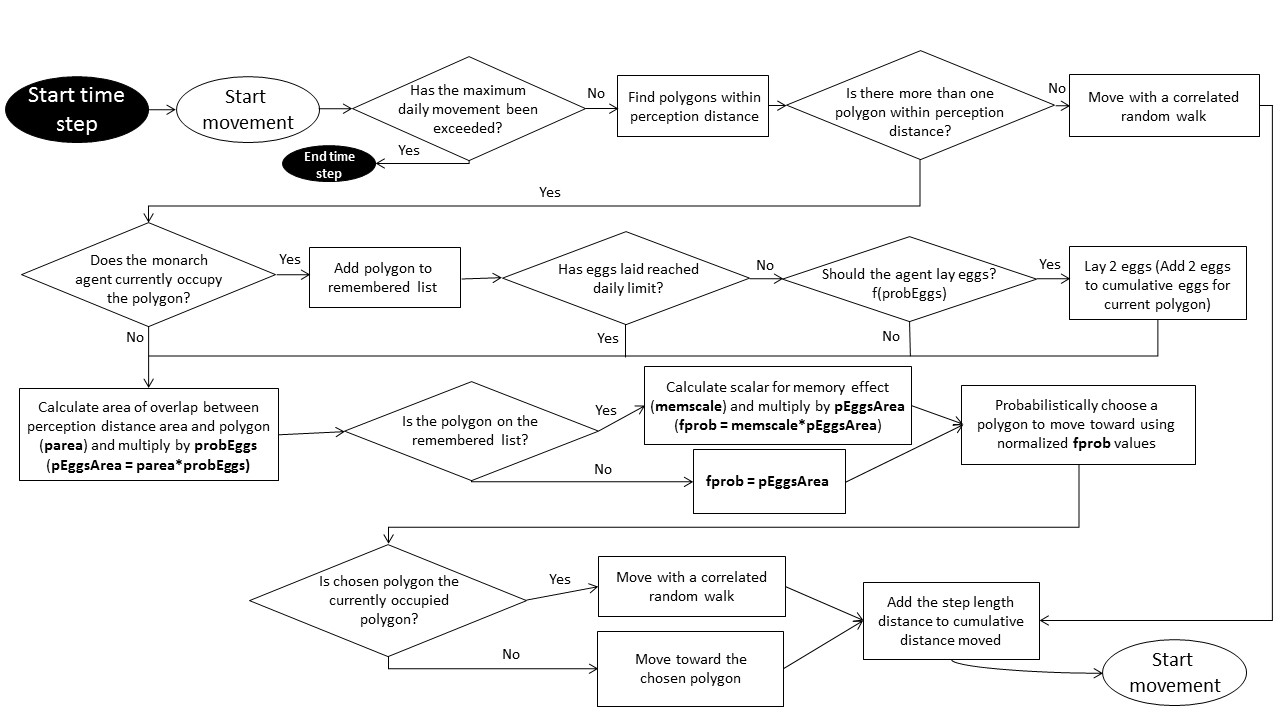 Start time
step
Start
movement
Has the maximum
daily movement been
exceeded?
No
Yes
End time
step
Find polygons within
perception distance
Is there more than one
polygon within perception
distance?
No
Move with a correlated
random walk
Yes
Does the monarch
agent currently occupy
the polygon?
Yes
No
Add polygon to
remembered list
Has eggs laid reached
daily limit?
No
Yes
Should the agent lay eggs?
f(probEggs)
Yes
No
Lay 2 eggs (Add 2 eggs
to cumulative eggs for
current polygon)
Calculate area of overlap between
perception distance area and polygon
(parea) and multiply by probEggs
(pEggsArea = parea*probEggs)
Is the polygon on the
remembered list?
Yes
No
Calculate scalar for memory effect
(memscale) and multiply by pEggsArea
(fprob = memscale*pEggsArea)
fprob = pEggsArea
Probabilistically choose a
polygon to move toward using
normalized fprob values
Is chosen polygon the
currently occupied
polygon?
Yes
No
Move with a correlated
random walk
Move toward the
chosen polygon
Add the step length
distance to cumulative
distance moved
Start
movement